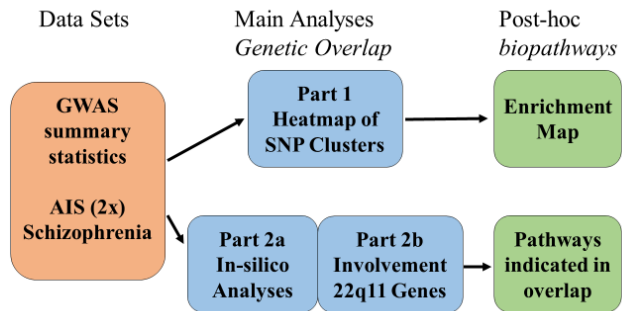 Data Sets
Main Analyses
Genetic Overlap
Post-hoc
biopathways
GWAS
summary
statistics
AIS (2x)
Schizophrenia
Part 1
Heatmap of
SNP Clusters
Enrichment
Map
Part 2a
In-silico
Analyses
Part 2b
Involvement
22q11 Genes
Pathways
indicated in
overlap